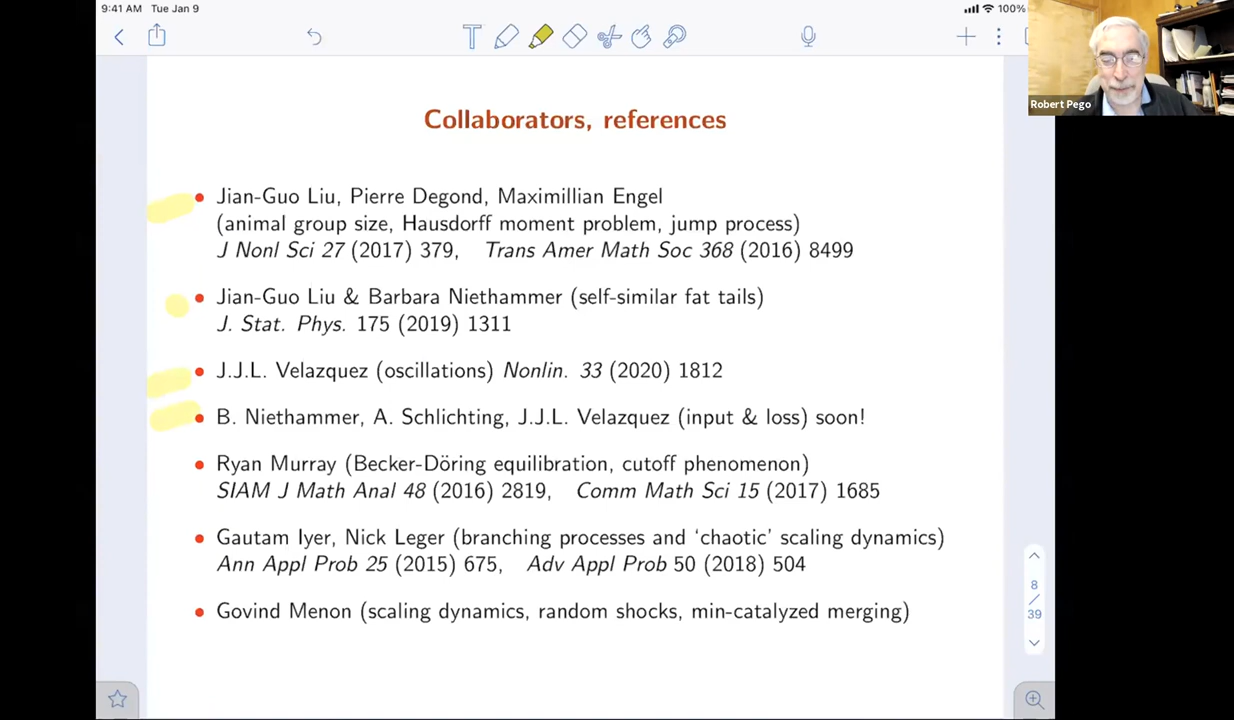 9:41 AM Tue Jan 9
100%
Robert Pego
Collaborators, references
Jian-Guo Liu, Pierre Degond, Maximillian Engel
(animal group size, Hausdorff moment problem, jump process)
J Nonl Sci 27 (2017) 379, Trans Amer Math Soc 368 (2016) 8499
Jian-Guo Liu & Barbara Niethammer (self-similar fat tails)
J. Stat. Phys. 175 (2019) 1311
J.J.L. Velazquez (oscillations) Nonlin. 33 (2020) 1812
B. Niethammer, A. Schlichting, J.J.L. Velazquez (input & loss) soon!
Ryan Murray (Becker-Döring equilibration, cutoff phenomenon)
SIAM J Math Anal 48 (2016) 2819, Comm Math Sci 15 (2017) 1685
Gautam Iyer, Nick Leger (branching processes and ‘chaotic’ scaling dynamics)
Ann Appl Prob 25 (2015) 675, Adv Appl Prob 50 (2018) 504
Govind Menon (scaling dynamics, random shocks, min-catalyzed merging)
8
/
39